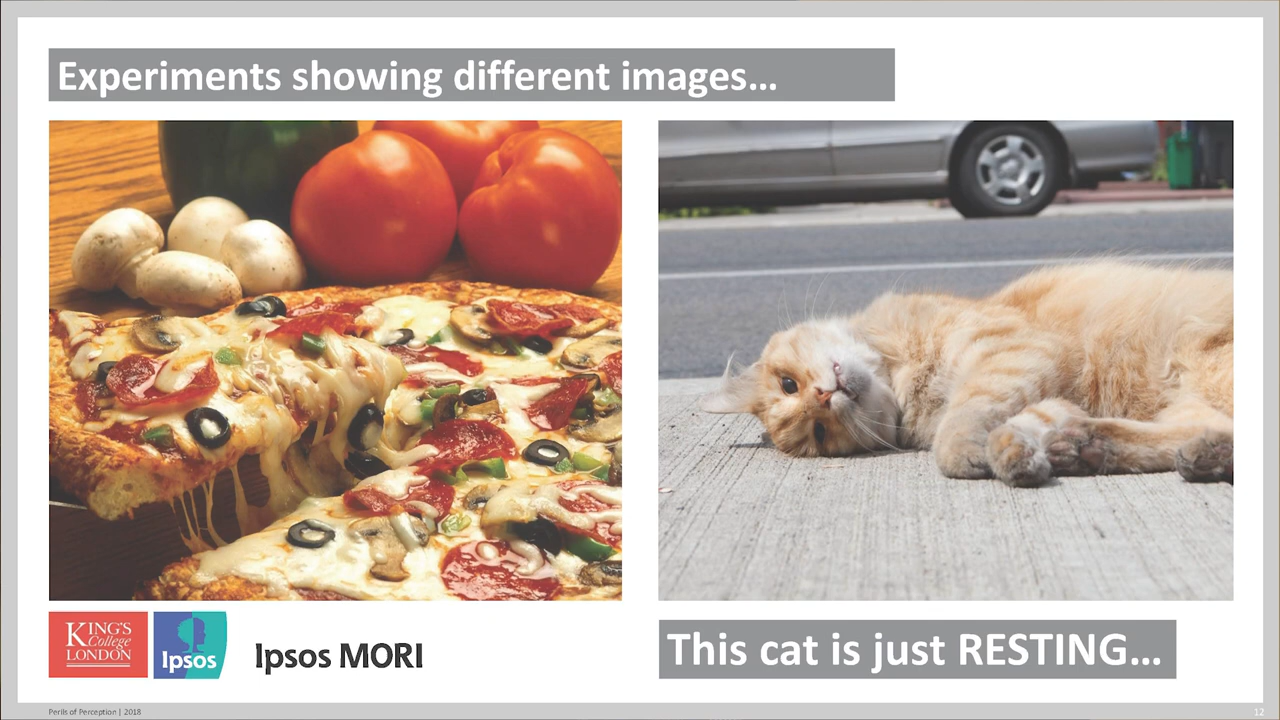 Experiments showing different images…
KING'S
College
LONDON
Ipsos
Ipsos MORI
This cat is just RESTING…
Perils of Perception | 2018
12